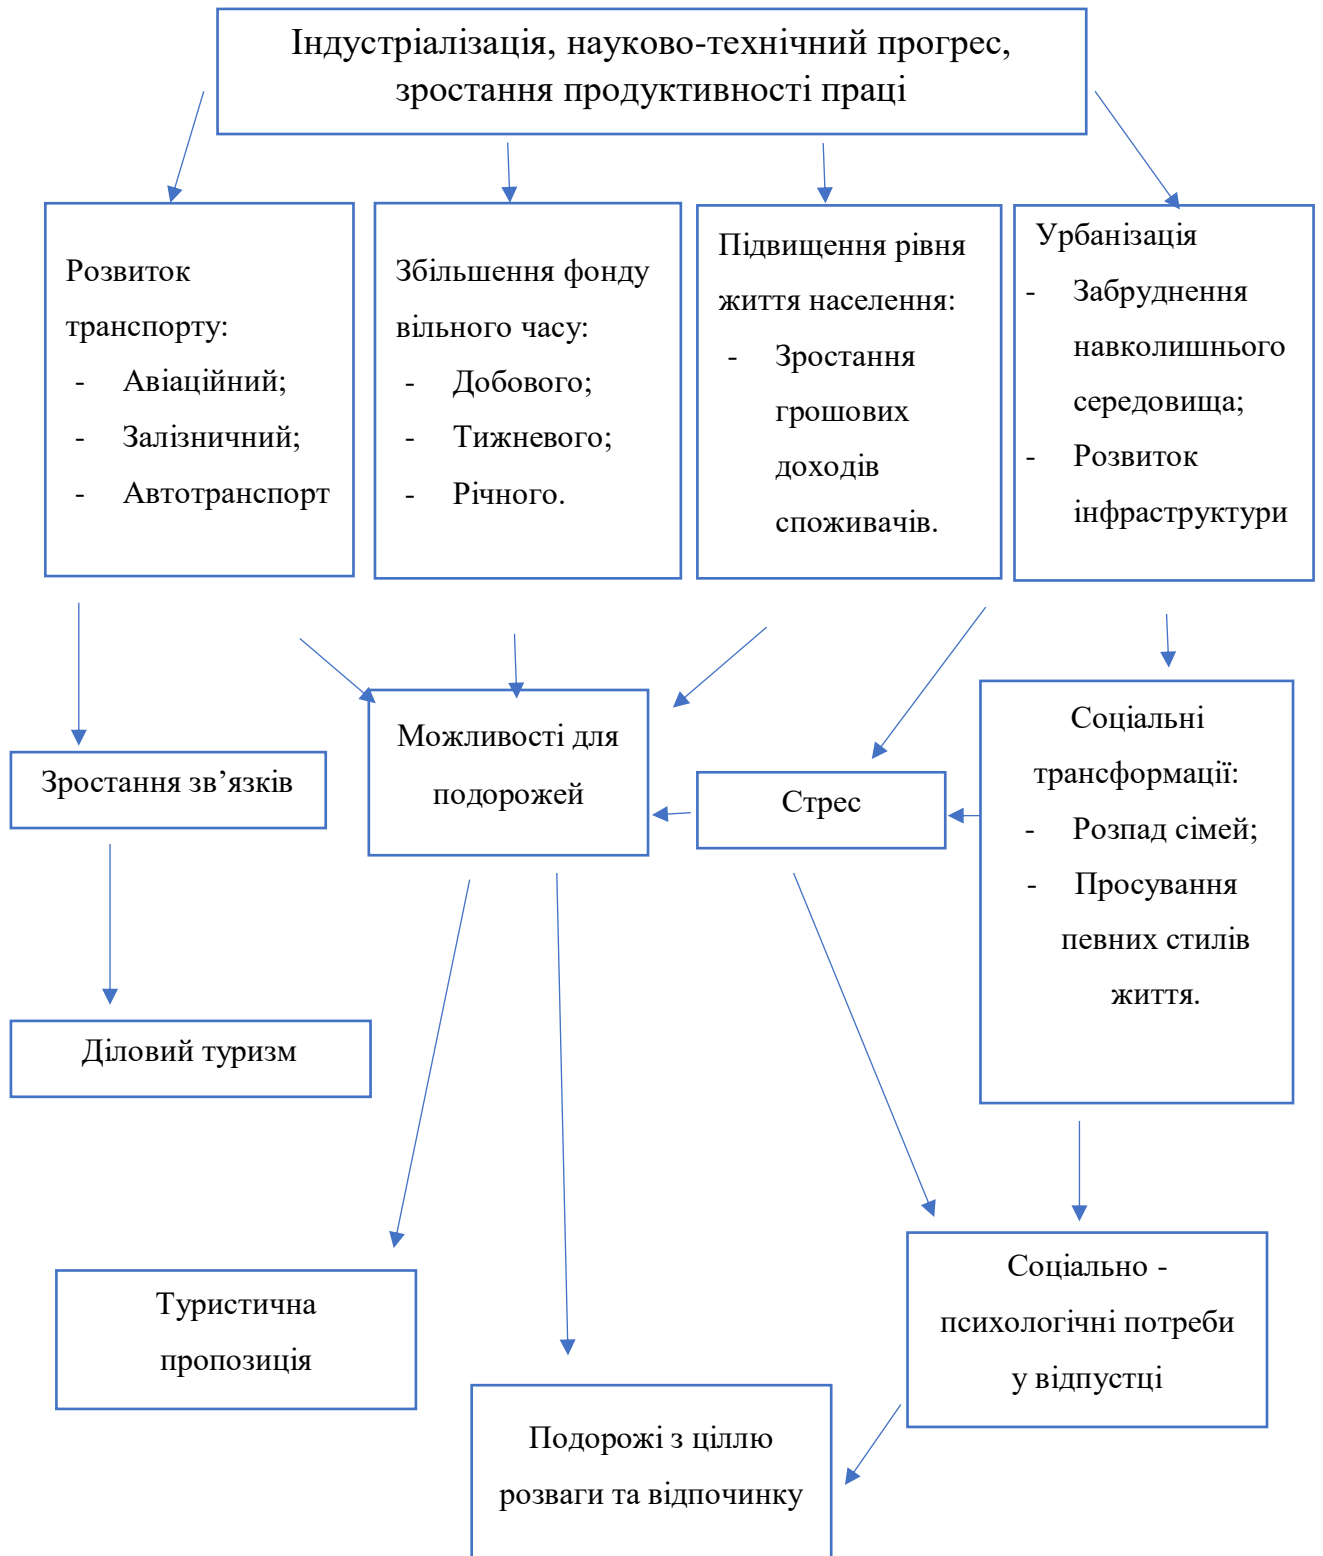 Індустріалізація, науково-технічний прогрес,
зростання продуктивності праці
Розвиток
транспорту:
- Авіаційний;
- Залізничний;
- Автотранспорт
Збільшення фонду
вільного часу:
- Добового;
- Тижневого;
- Річного.
Підвищення рівня
життя населення:
- Зростання
грошових
доходів
споживачів.
Урбанізація
- Забруднення
навколишнього
середовища;
- Розвиток
інфраструктури
Зростання зв’язків
Можливості для
подорожей
Стрес
Соціальні
трансформації:
- Розпад сімей;
- Просування
певних стилів
життя.
Діловий туризм
Туристична
пропозиція
Соціально -
психологічні потреби
у відпустці
Подорожі з ціллю
розваги та відпочинку